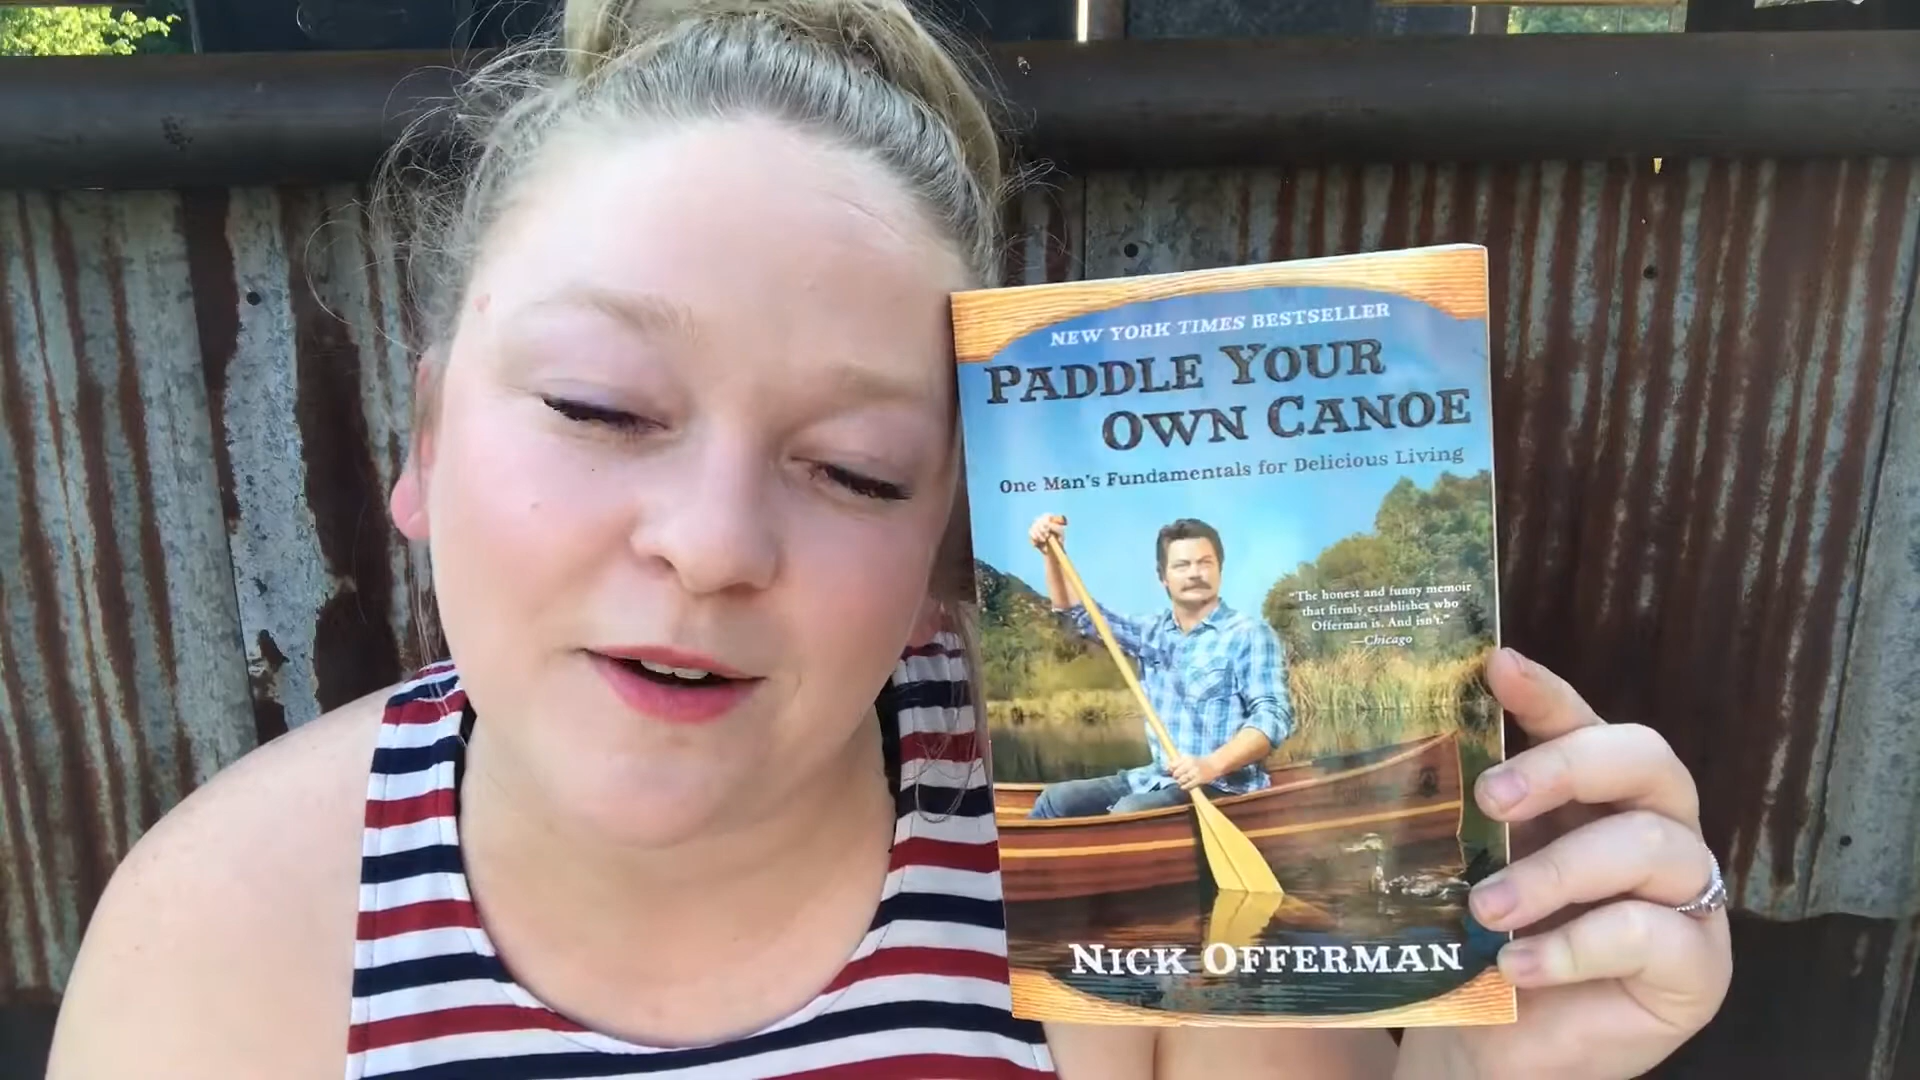 NEW YORK TIMES BESTSELLER
PADDLE YOUR
OWN CANOE
One Man's Fundamentals for Delicious Living
"The honest and funny memoir
that firmly establishes who
Offerman is. And isn't."
—Chicago
NICK OFFERMAN